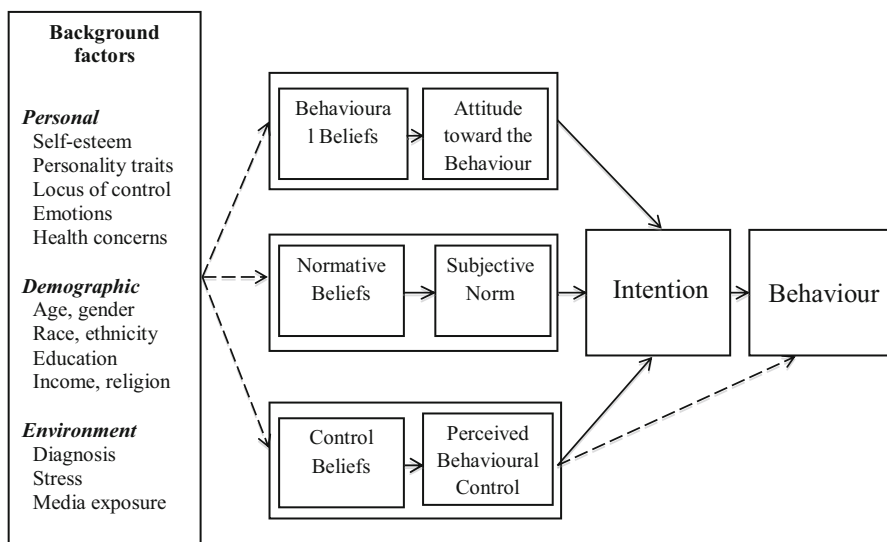 Background
factors
Personal
Self-esteem
Personality traits
Locus of control
Emotions
Health concerns
Demographic
Age, gender
Race, ethnicity
Education
Income, religion
Environment
Diagnosis
Stress
Media exposure
Behavioura
l Beliefs
Attitude
toward the
Behaviour
Normative
Beliefs
Subjective
Norm
Control
Beliefs
Perceived
Behavioural
Control
Intention
Behaviour